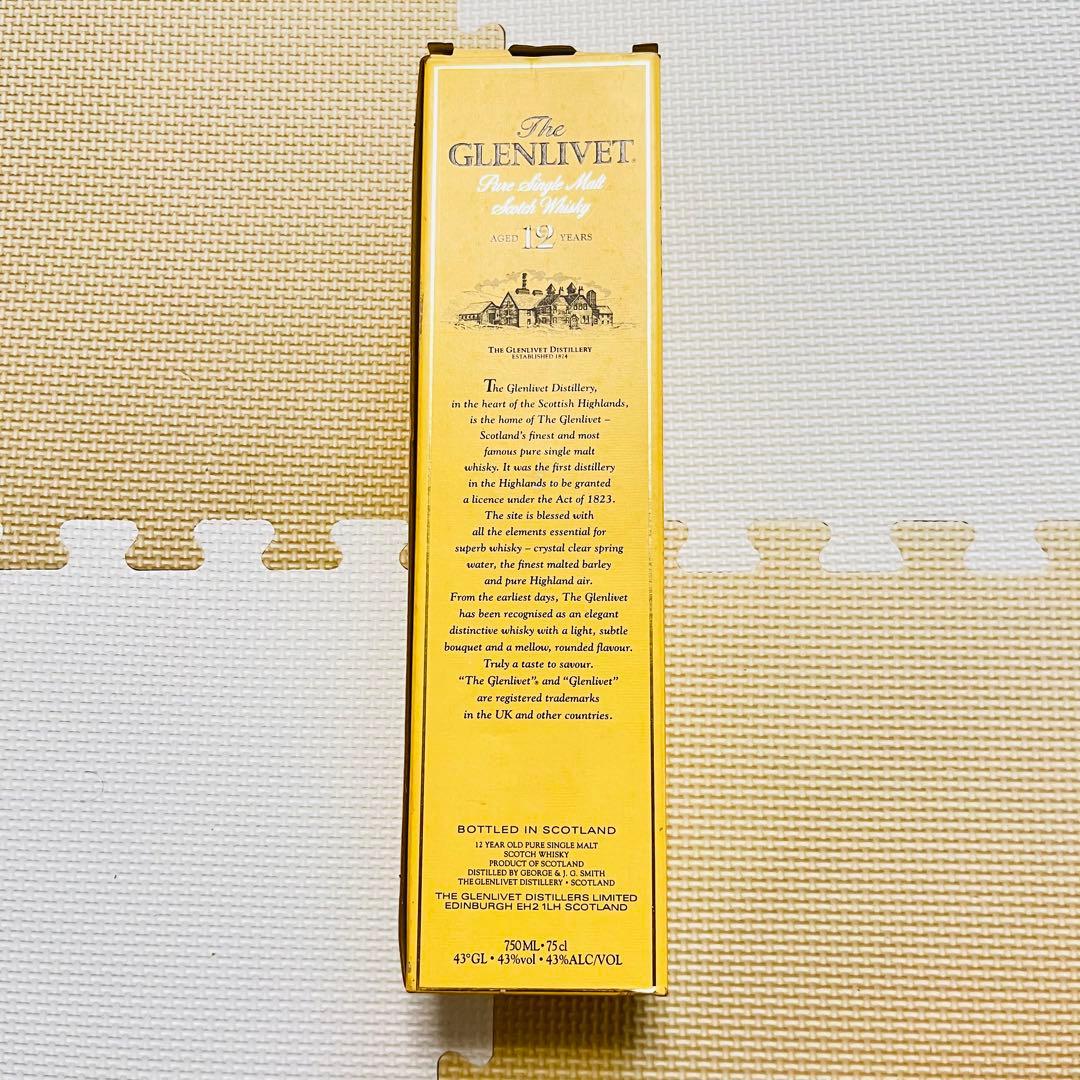 The
GLENLIVET®
Pure Single Malt
Scotch Whisky
AGED 12 YEARS
THE GLENLIVET DISTILLERY
ESTABLISHED 1824
The Glenlivet Distillery,
in the heart of the Scottish Highlands,
is the home of The Glenlivet –
Scotland's finest and most
famous pure single malt
whisky. It was the first distillery
in the Highlands to be granted
a licence under the Act of 1823.
The site is blessed with
all the elements essential for
superb whisky – crystal clear spring
water, the finest malted barley
and pure Highland air.
From the earliest days, The Glenlivet
has been recognised as an elegant
distinctive whisky with a light, subtle
bouquet and a mellow, rounded flavour.
Truly a taste to savour.
“The Glenlivet”® and “Glenlivet”
are registered trademarks
in the UK and other countries.
BOTTLED IN SCOTLAND
12 YEAR OLD PURE SINGLE MALT
SCOTCH WHISKY
PRODUCT OF SCOTLAND
DISTILLED BY GEORGE & J. G. SMITH
THE GLENLIVET DISTILLERY • SCOTLAND
THE GLENLIVET DISTILLERS LIMITED
EDINBURGH EH2 1LH SCOTLAND
750 ML • 75 cl
43°GL • 43%vol • 43%ALC/VOL